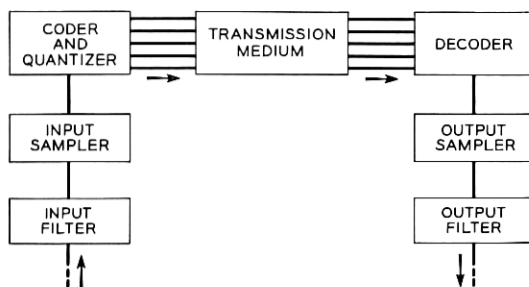 CODER
AND
QUANTIZER
TRANSMISSION
MEDIUM
DECODER
INPUT
SAMPLER
OUTPUT
SAMPLER
INPUT
FILTER
OUTPUT
FILTER